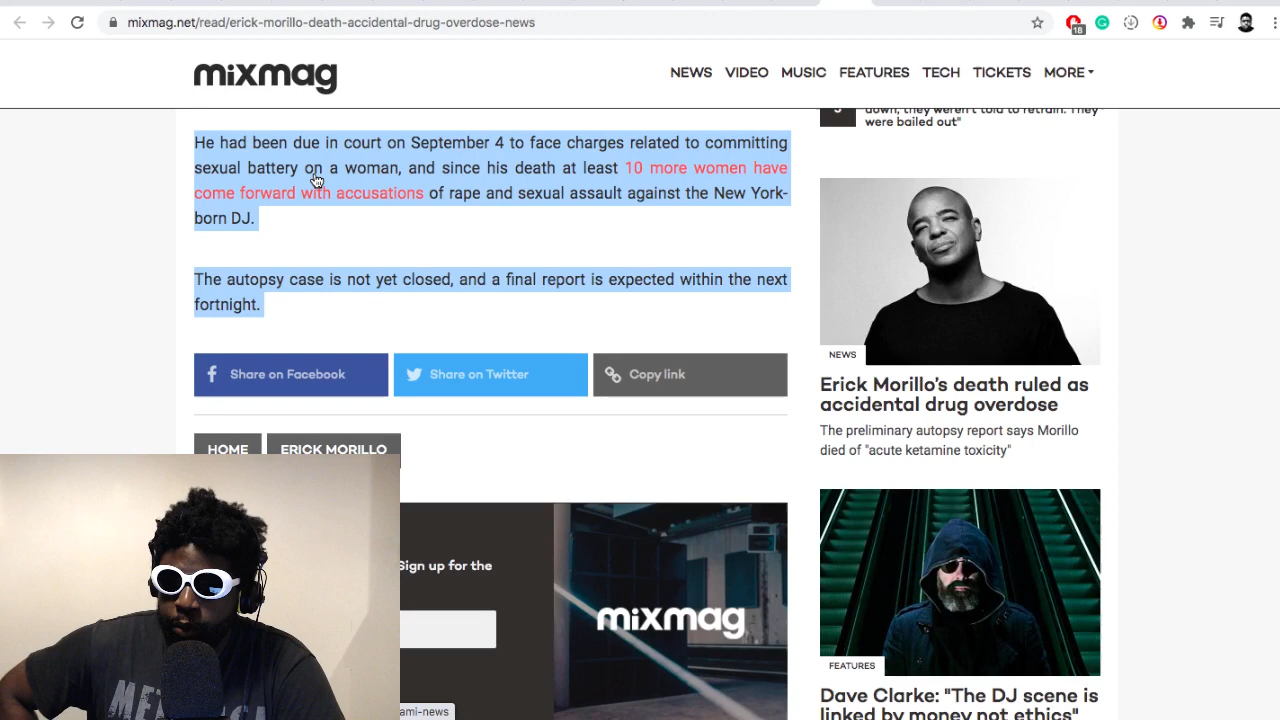 mixmag.net/read/erick-morillo-death-accidental-drug-overdose-news
18
mixmag
NEWS VIDEO MUSIC FEATURES TECH TICKETS MORE
down, they weren't told to refrain. They
were bailed out"
He had been due in court on September 4 to face charges related to committing
sexual battery on a woman, and since his death at least 10 more women have
come forward with accusations of rape and sexual assault against the New York-
born DJ.
The autopsy case is not yet closed, and a final report is expected within the next
fortnight.
Share on Facebook
Share on Twitter
Copy link
HOME
ERICK MORILLO
NEWS
Erick Morillo's death ruled as
accidental drug overdose
The preliminary autopsy report says Morillo
died of "acute ketamine toxicity"
Sign up for the
mixmag
FEATURES
Dave Clarke: "The DJ scene is
linked by money not ethics"
ami-news